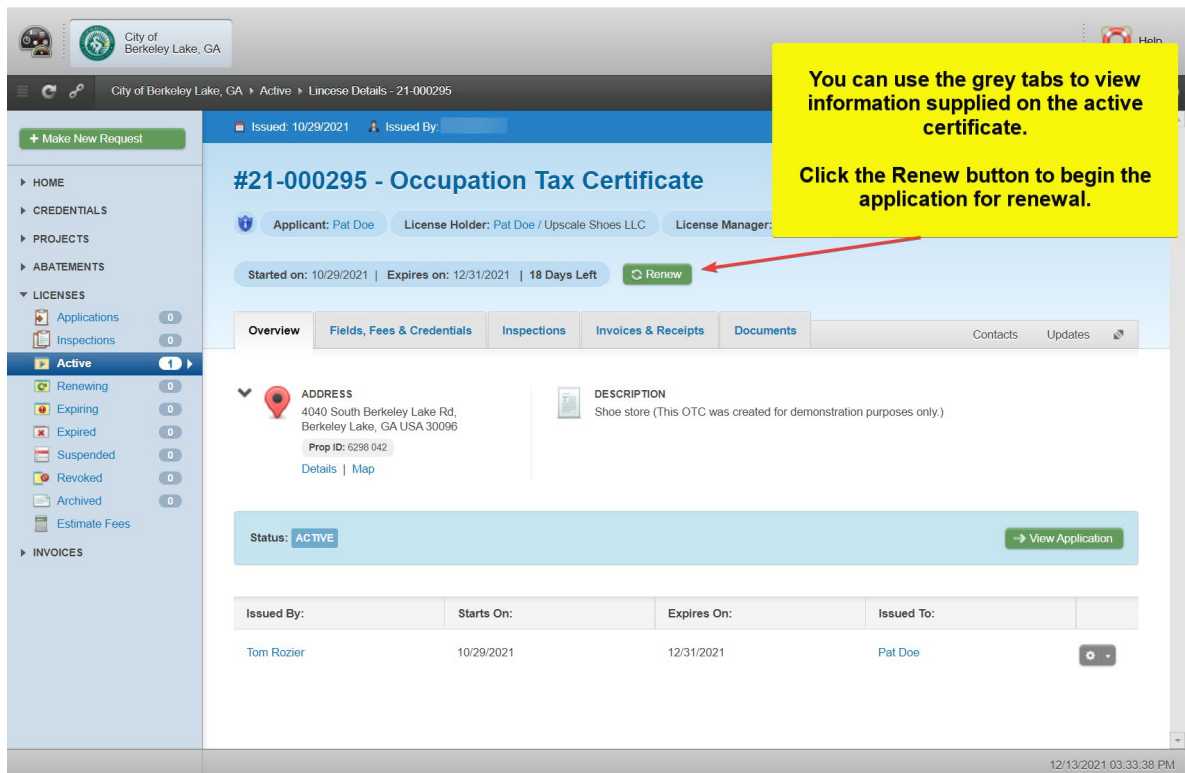 City of
Berkeley Lake, GA
Help
You can use the grey tabs to view
information supplied on the active
certificate.
Click the Renew button to begin the
application for renewal.
City of Berkeley Lake, GA Active Lincese Details - 21-000295
+ Make New Request
HOME
CREDENTIALS
PROJECTS
ABATEMENTS
LICENSES
Applications 0
Inspections 0
Active 1
Renewing 0
Expiring 0
Expired 0
Suspended 0
Revoked 0
Archived 0
Estimate Fees
INVOICES
Issued: 10/29/2021 Issued By:
#21-000295 - Occupation Tax Certificate
Applicant: Pat Doe License Holder: Pat Doe / Upscale Shoes LLC License Manager:
Started on: 10/29/2021 | Expires on: 12/31/2021 | 18 Days Left Renew
Overview Fields, Fees & Credentials Inspections Invoices & Receipts Documents Contacts Updates
ADDRESS
4040 South Berkeley Lake Rd,
Berkeley Lake, GA USA 30096
Prop ID: 6298 042
Details | Map
DESCRIPTION
Shoe store (This OTC was created for demonstration purposes only.)
Status: ACTIVE View Application
Issued By: Starts On: Expires On: Issued To:
Tom Rozier 10/29/2021 12/31/2021 Pat Doe
12/13/2021 03:33:38 PM